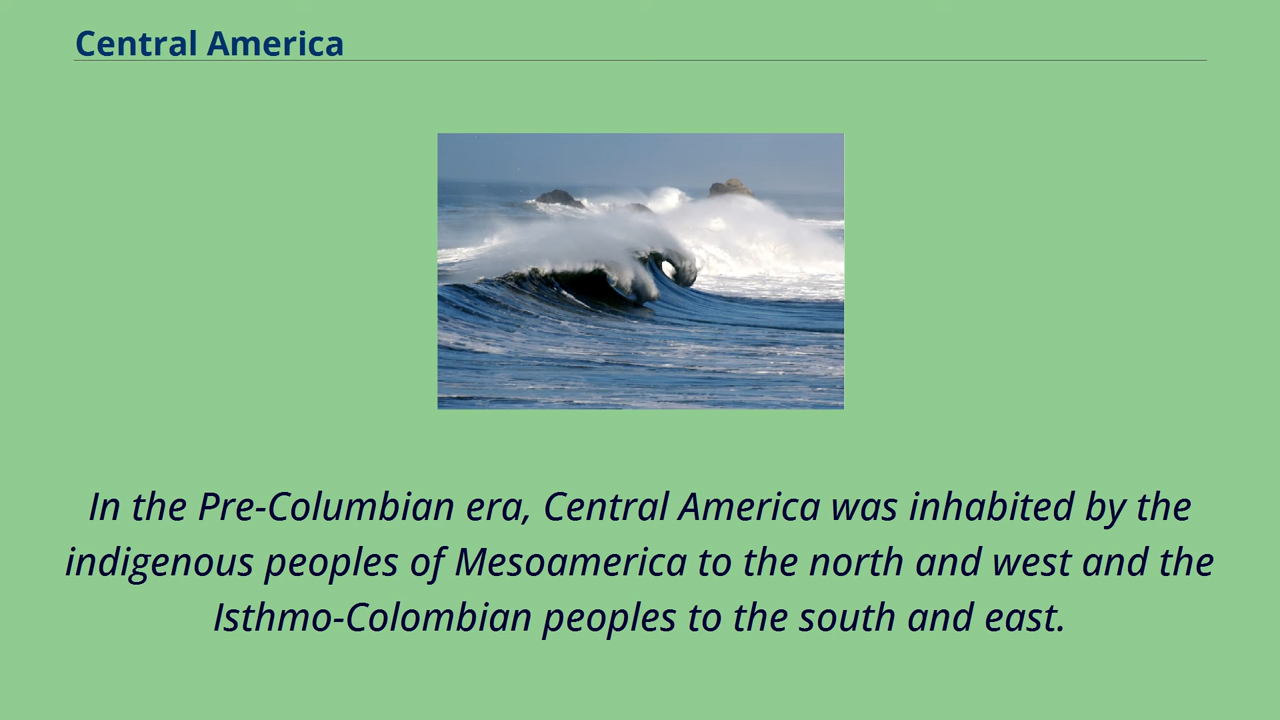 Central America
In the Pre-Columbian era, Central America was inhabited by the
indigenous peoples of Mesoamerica to the north and west and the
Isthmo-Colombian peoples to the south and east.